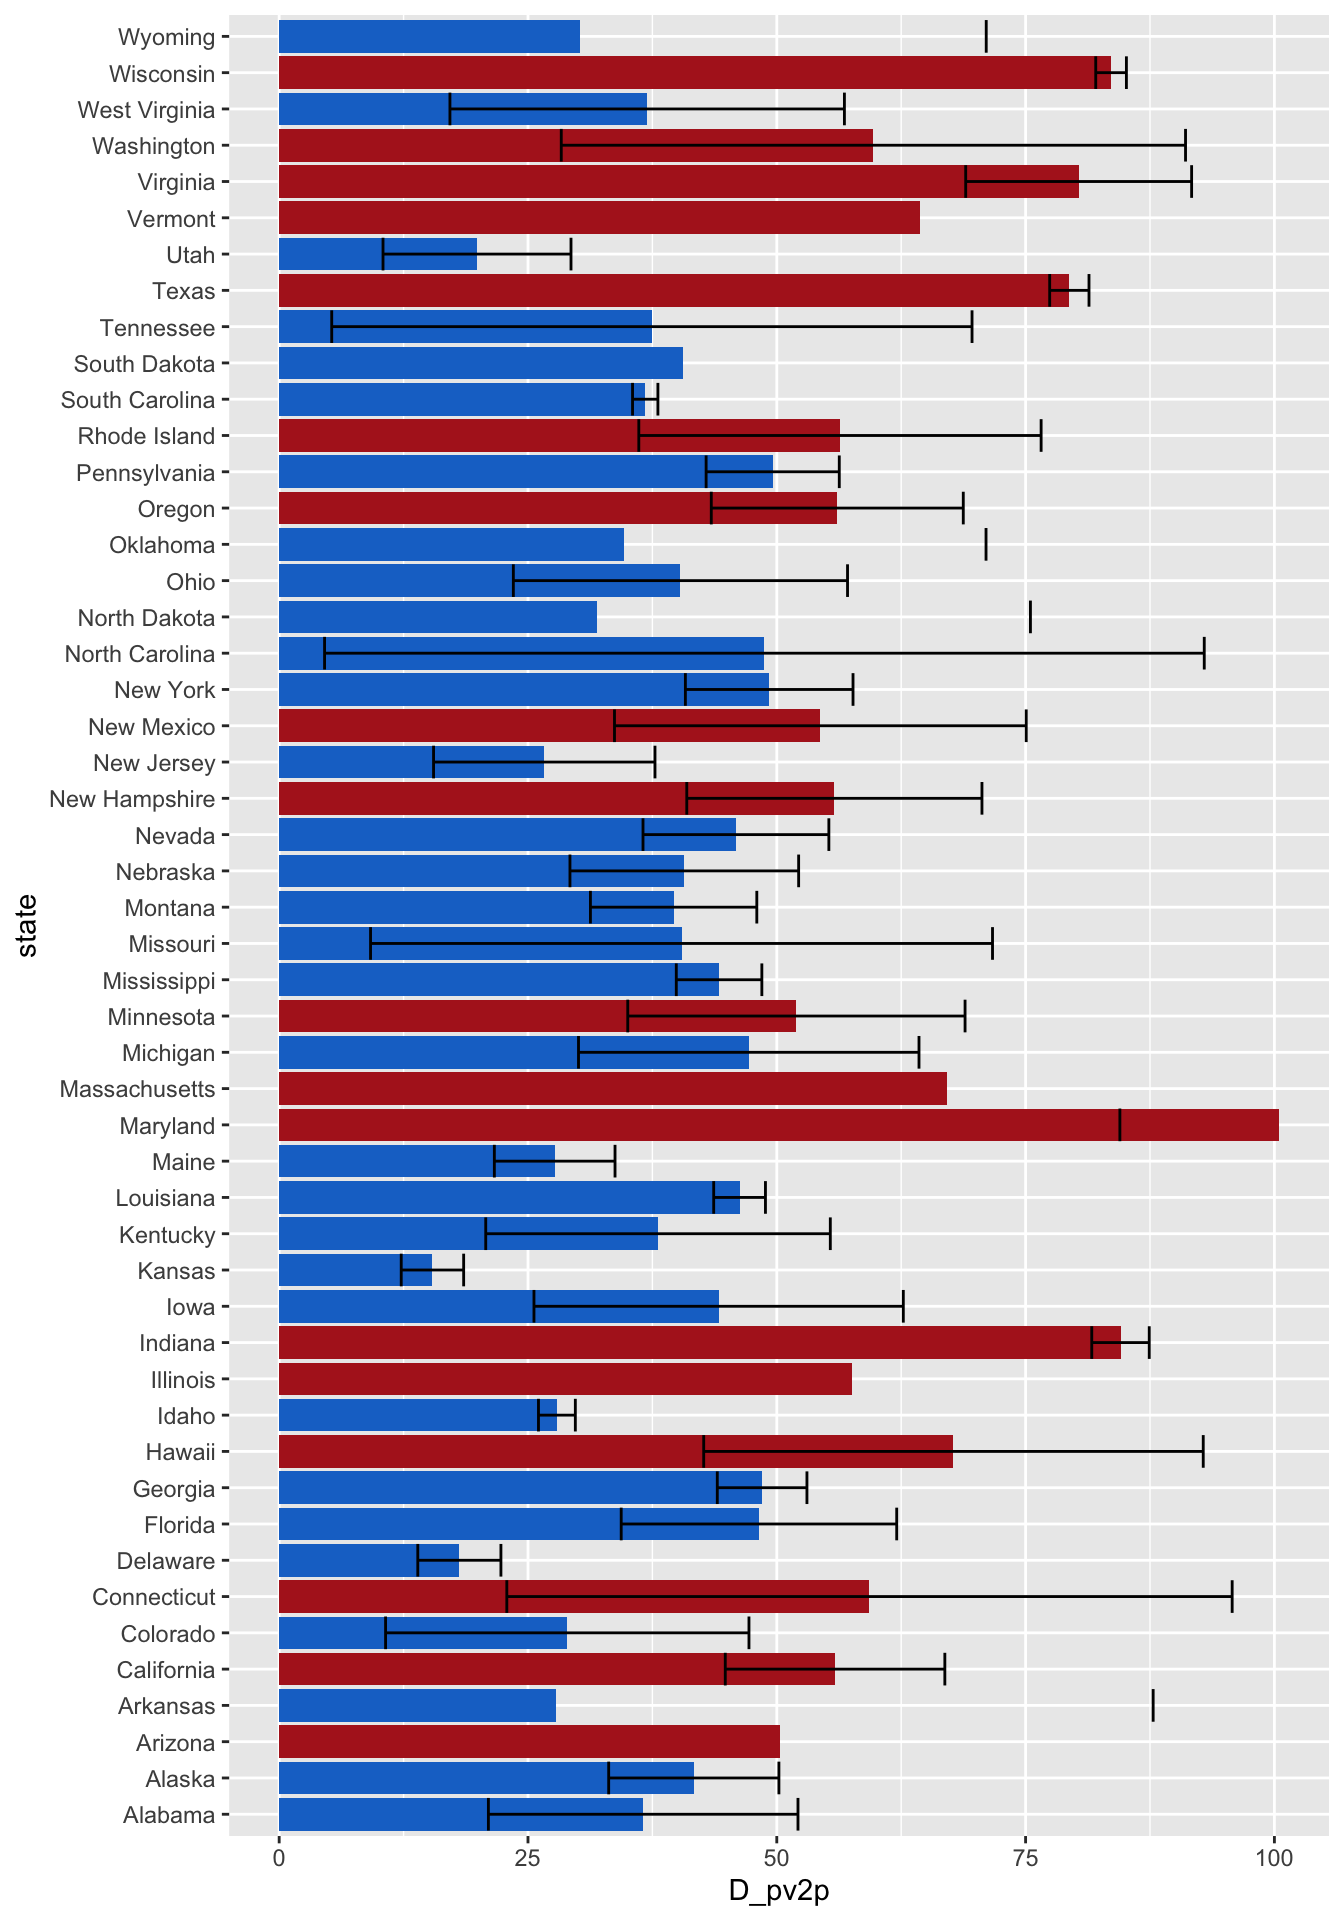 Wyoming
Wisconsin
West Virginia
Washington
Virginia
Vermont
Utah
Texas
Tennessee
South Dakota
South Carolina
Rhode Island
Pennsylvania
Oregon
Oklahoma
Ohio
North Dakota
North Carolina
New York
New Mexico
New Jersey
New Hampshire
Nevada
Nebraska
Montana
Missouri
Mississippi
Minnesota
Michigan
Massachusetts
Maryland
Maine
Louisiana
Kentucky
Kansas
Iowa
Indiana
Illinois
Idaho
Hawaii
Georgia
Florida
Delaware
Connecticut
Colorado
California
Arkansas
Arizona
Alaska
Alabama
state
0 25 50 75 100
D_pv2p